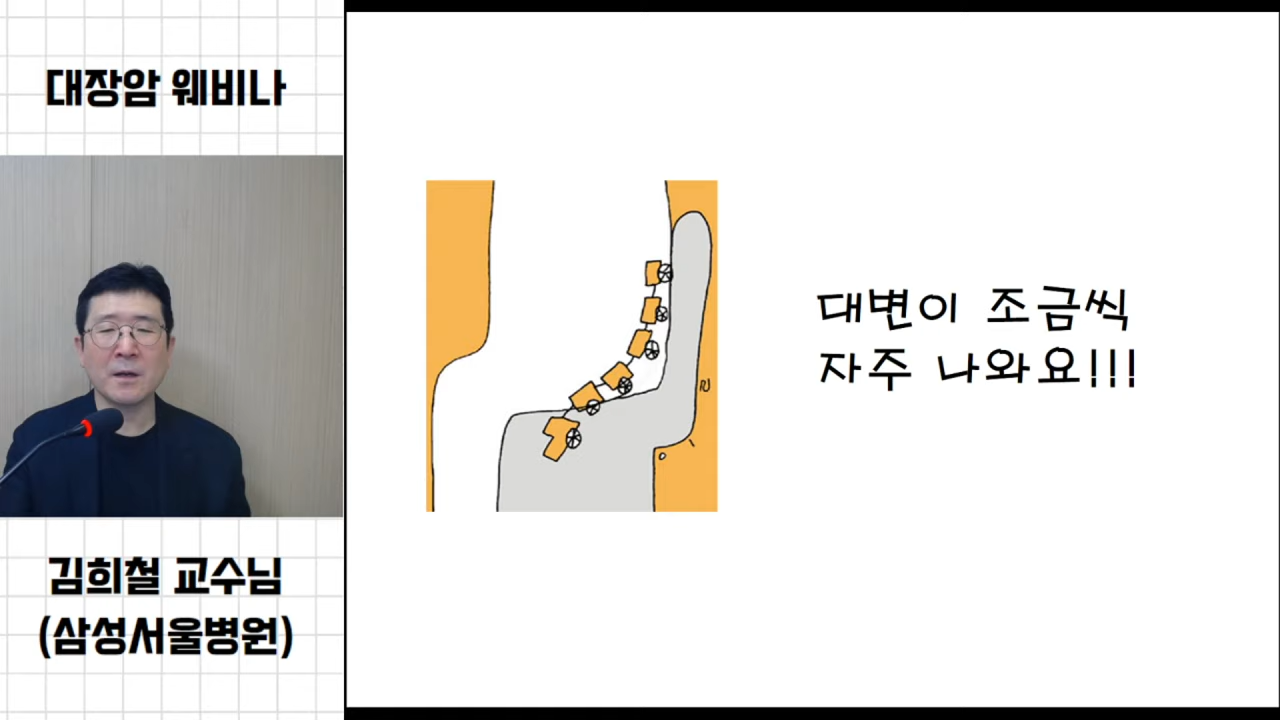 대장암 웨비나
김희철 교수님
(삼성서울병원)
대변이 조금씩
자주 나와요!!!